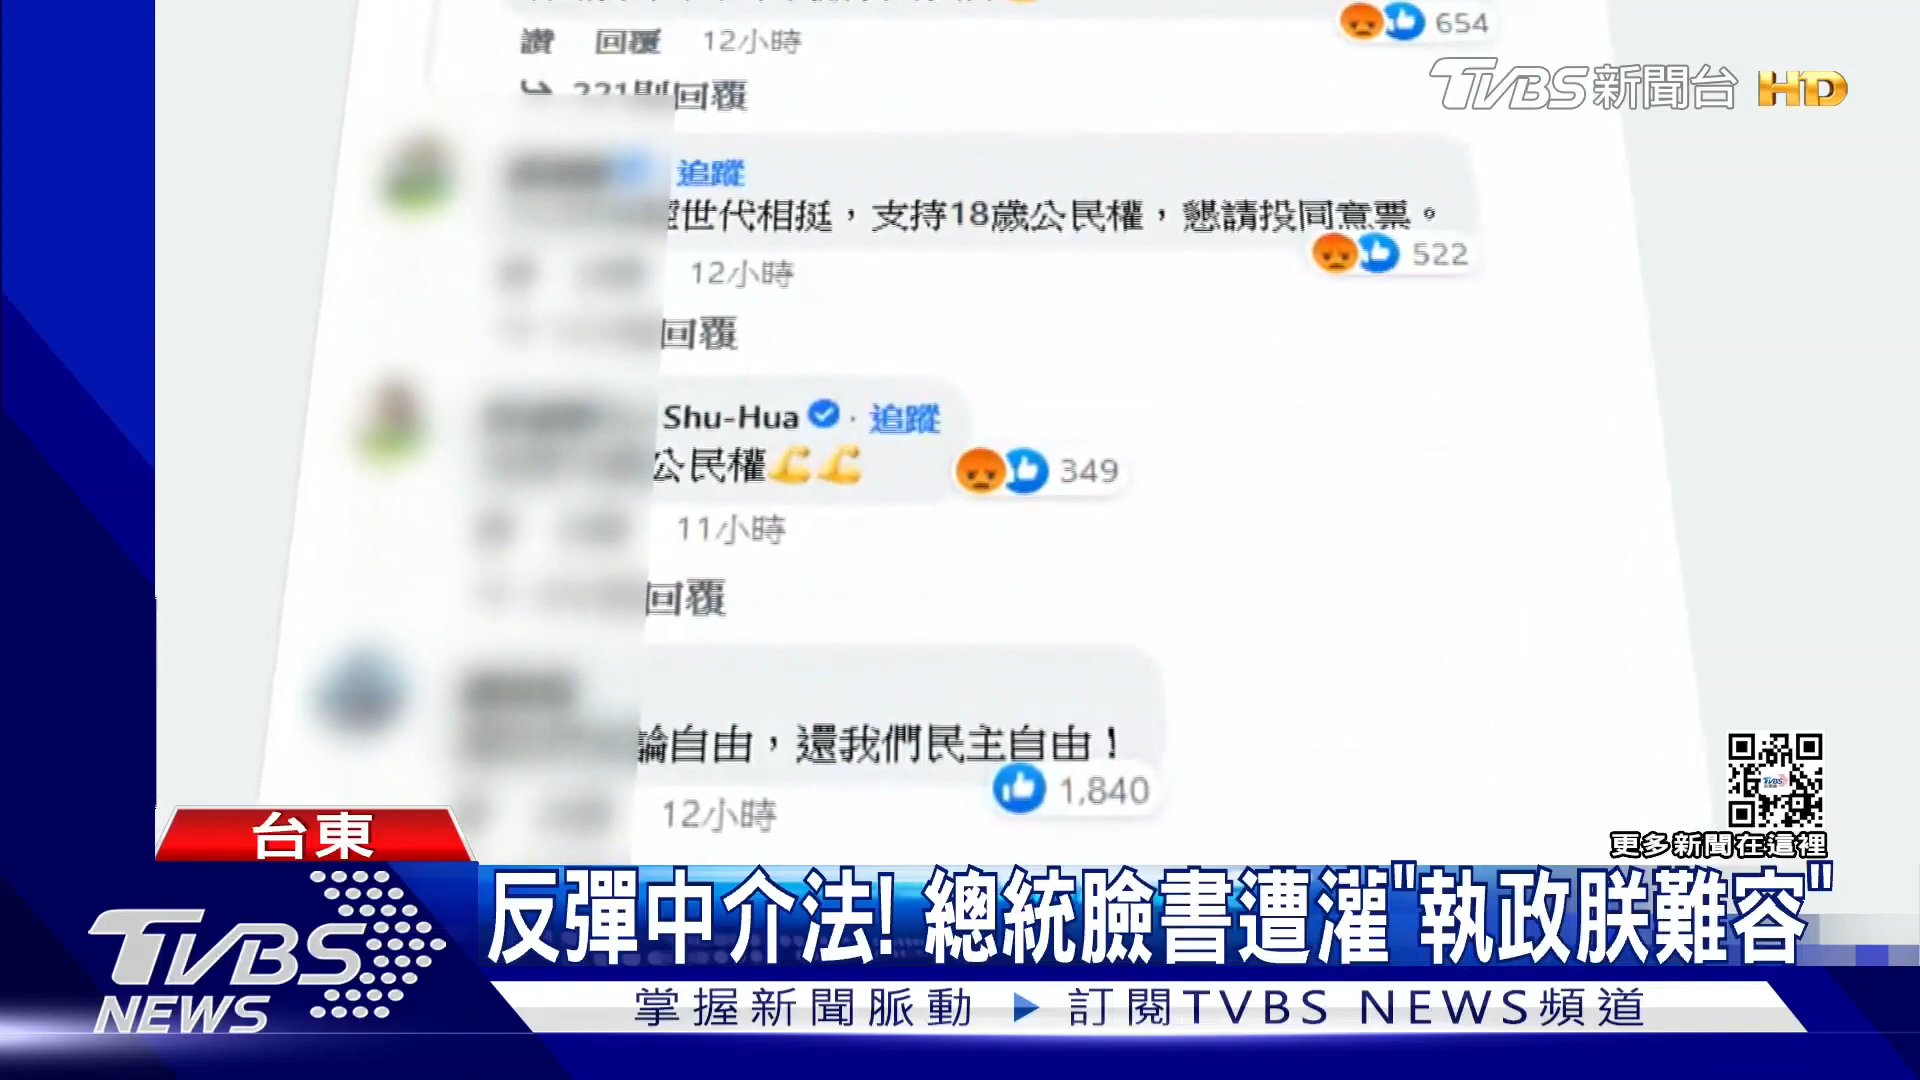 654
讚 回覆 12小時
221則回覆
TVBS新聞台 HD
追蹤
世代相挺，支持18歲公民權，懇請投同意票。
522
12小時
回覆
Shu-Hua · 追蹤
公民權
349
11小時
回覆
論自由，還我們民主自由！
1,840
12小時
更多新聞在這裡
台東
反彈中介法! 總統臉書遭灌"執政朕難容"
TVBS NEWS
掌握新聞脈動 ▶ 訂閱TVBS NEWS頻道